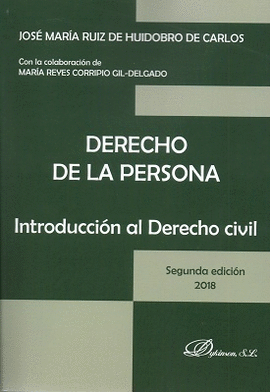 JOSÉ MARÍA RUIZ DE HUIDOBRO DE CARLOS
Con la colaboración de
MARÍA REYES CORRIPIO GIL-DELGADO
DERECHO
DE LA PERSONA
Introducción al Derecho civil
Segunda edición
2018
Dykinson, S.L.